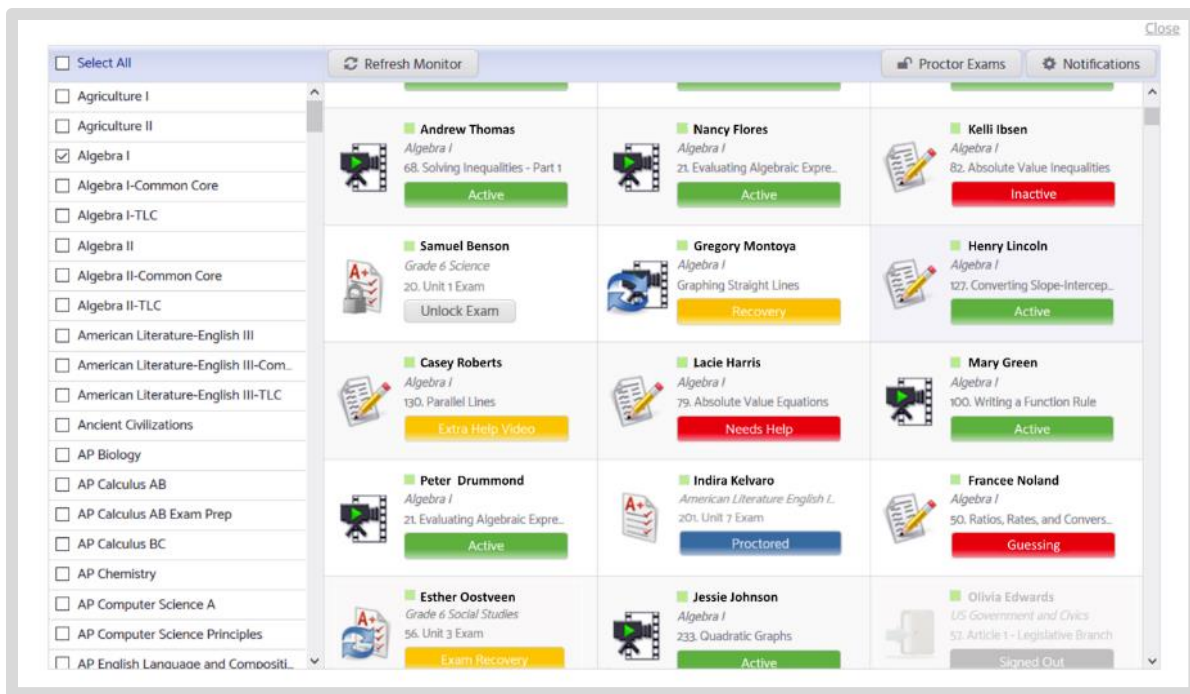 Close
Select All
Refresh Monitor
Proctor Exams
Notifications
Agriculture I
Agriculture II
Algebra I
Algebra I-Common Core
Algebra I-TLC
Algebra II
Algebra II-Common Core
Algebra II-TLC
American Literature-English III
American Literature-English III-Com...
American Literature-English III-TLC
Ancient Civilizations
AP Biology
AP Calculus AB
AP Calculus AB Exam Prep
AP Calculus BC
AP Chemistry
AP Computer Science A
AP Computer Science Principles
AP English Language and Compositi...
Andrew Thomas
Algebra I
68. Solving Inequalities - Part 1
Active
Nancy Flores
Algebra I
21. Evaluating Algebraic Expre...
Active
Kelli Ibsen
Algebra I
82. Absolute Value Inequalities
Inactive
Samuel Benson
Grade 6 Science
20. Unit 1 Exam
Unlock Exam
Gregory Montoya
Algebra I
Graphing Straight Lines
Recovery
Henry Lincoln
Algebra I
127. Converting Slope-Intercep...
Active
Casey Roberts
Algebra I
130. Parallel Lines
Extra Help Video
Lacie Harris
Algebra I
79. Absolute Value Equations
Needs Help
Mary Green
Algebra I
100. Writing a Function Rule
Active
Peter Drummond
Algebra I
21. Evaluating Algebraic Expre...
Active
Indira Kelvaro
American Literature English I...
201. Unit 7 Exam
Proctored
Francee Noland
Algebra I
50. Ratios, Rates, and Convers...
Guessing
Esther Oostveen
Grade 6 Social Studies
56. Unit 3 Exam
Exam Recovery
Jessie Johnson
Algebra I
233. Quadratic Graphs
Active
Olivia Edwards
US Government and Civics
57. Article 1 - Legislative Branch
Signed Out